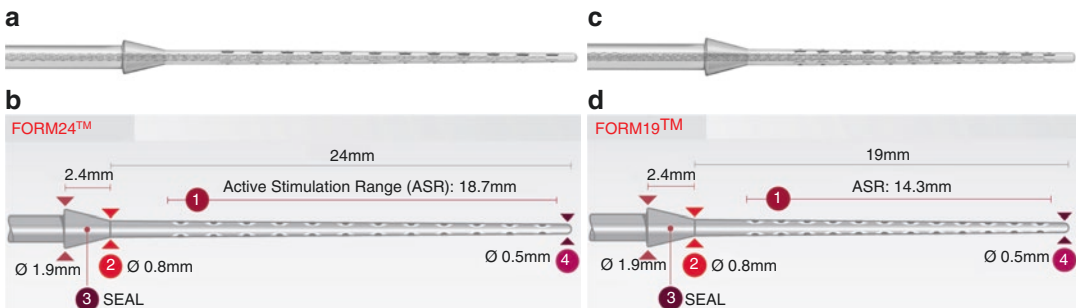 a
c
b
d
FORM24™
FORM19™
24mm
19mm
2.4mm
2.4mm
Active Stimulation Range (ASR): 18.7mm
ASR: 14.3mm
1
1
Ø 1.9mm
2
Ø 0.8mm
Ø 0.5mm
4
Ø 1.9mm
2
Ø 0.8mm
Ø 0.5mm
4
3 SEAL
3 SEAL